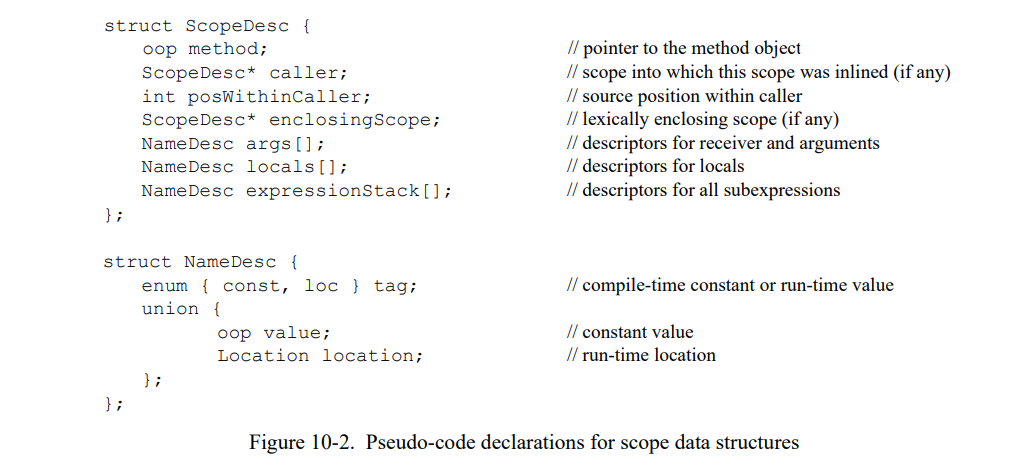 struct ScopeDesc {
oop method; // pointer to the method object
ScopeDesc* caller; // scope into which this scope was inlined (if any)
int posWithinCaller; // source position within caller
ScopeDesc* enclosingScope; // lexically enclosing scope (if any)
NameDesc args[]; // descriptors for receiver and arguments
NameDesc locals[]; // descriptors for locals
NameDesc expressionStack[]; // descriptors for all subexpressions
};
struct NameDesc {
enum { const, loc } tag; // compile-time constant or run-time value
union {
oop value; // constant value
Location location; // run-time location
};
};
Figure 10-2. Pseudo-code declarations for scope data structures